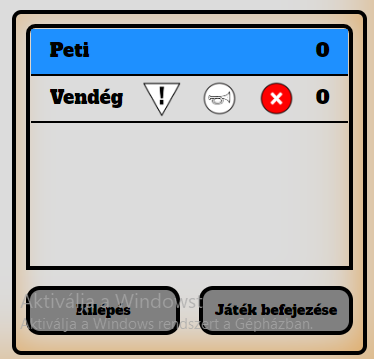 Peti 0
Vendég ! 0
Kilépés Játék befejezése
Aktiválja a Windowst
Aktiválja a Windows rendszert a Gépházban.